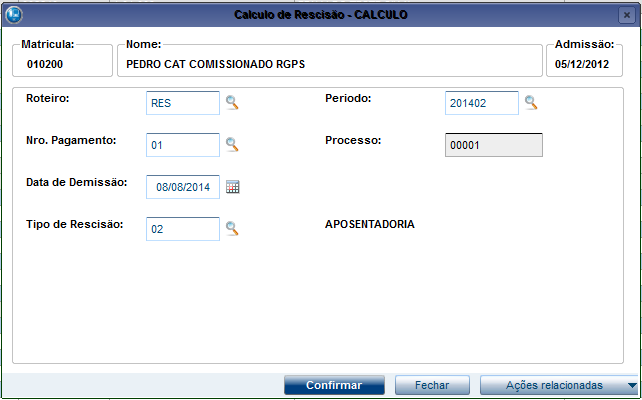 Calculo de Rescisão - CALCULO
Matricula: Nome: Admissão:
010200 PEDRO CAT COMISSIONADO RGPS 05/12/2012
Roteiro: RES Periodo: 201402
Nro. Pagamento: 01 Processo: 00001
Data de Demissão: 08/08/2014
Tipo de Rescisão: 02 APOSENTADORIA
Confirmar Fechar Ações relacionadas